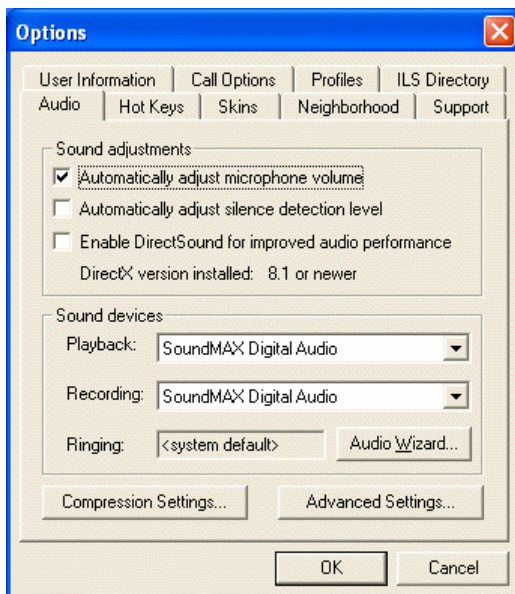 Options
User Information Call Options Profiles ILS Directory
Audio Hot Keys Skins Neighborhood Support
Sound adjustments
Automatically adjust microphone volume
Automatically adjust silence detection level
Enable DirectSound for improved audio performance
DirectX version installed: 8.1 or newer
Sound devices
Playback: SoundMAX Digital Audio
Recording: SoundMAX Digital Audio
Ringing: <system default> Audio Wizard...
Compression Settings... Advanced Settings...
OK Cancel